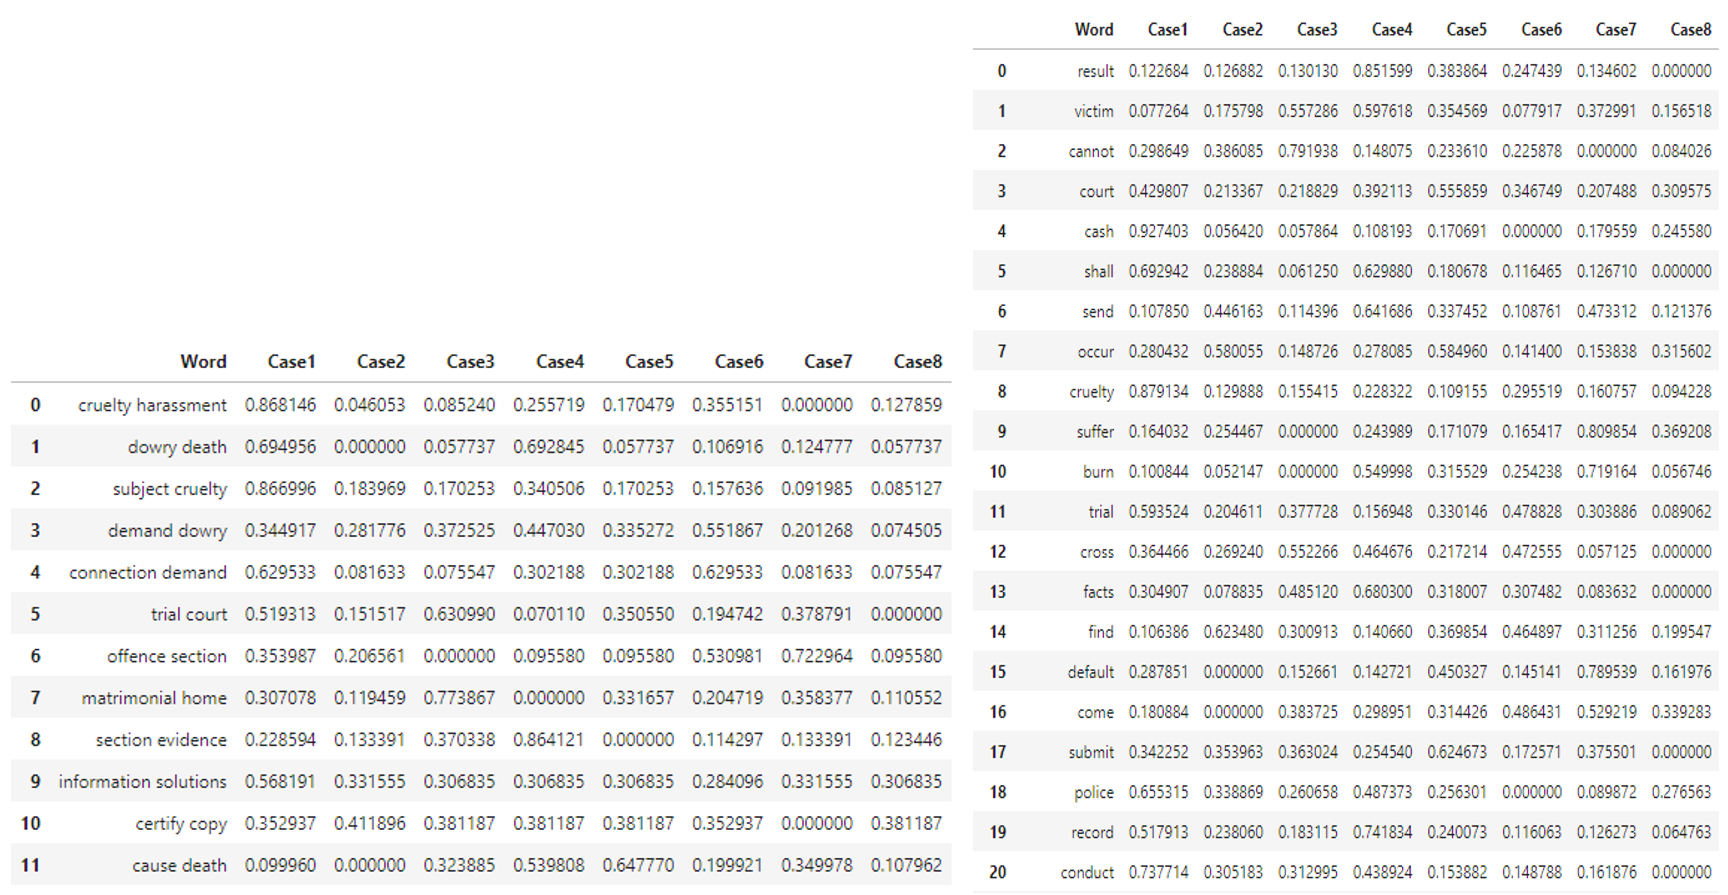 Word Case1 Case2 Case3 Case4 Case5 Case6 Case7 Case8
0 cruelty harassment 0.868146 0.046053 0.085240 0.255719 0.170479 0.355151 0.000000 0.127859
1 dowry death 0.694956 0.000000 0.057737 0.692845 0.057737 0.106916 0.124777 0.057737
2 subject cruelty 0.866996 0.183969 0.170253 0.340506 0.170253 0.157636 0.091985 0.085127
3 demand dowry 0.344917 0.281776 0.372525 0.447030 0.335272 0.551867 0.201268 0.074505
4 connection demand 0.629533 0.081633 0.075547 0.302188 0.302188 0.629533 0.081633 0.075547
5 trial court 0.519313 0.151517 0.630990 0.070110 0.350550 0.194742 0.378791 0.000000
6 offence section 0.353987 0.206561 0.000000 0.095580 0.095580 0.530981 0.722964 0.095580
7 matrimonial home 0.307078 0.119459 0.773867 0.000000 0.331657 0.204719 0.358377 0.110552
8 section evidence 0.228594 0.133391 0.370338 0.864121 0.000000 0.114297 0.133391 0.123446
9 information solutions 0.568191 0.331555 0.306835 0.306835 0.306835 0.284096 0.331555 0.306835
10 certify copy 0.352937 0.411896 0.381187 0.381187 0.381187 0.352937 0.000000 0.381187
11 cause death 0.099960 0.000000 0.323885 0.539808 0.647770 0.199921 0.349978 0.107962
Word Case1 Case2 Case3 Case4 Case5 Case6 Case7 Case8
0 result 0.122684 0.126882 0.130130 0.851599 0.383864 0.247439 0.134602 0.000000
1 victim 0.077264 0.175798 0.557286 0.597618 0.354569 0.077917 0.372991 0.156518
2 cannot 0.298649 0.386085 0.791938 0.148075 0.233610 0.225878 0.000000 0.084026
3 court 0.429807 0.213367 0.218829 0.392113 0.555859 0.346749 0.207488 0.309575
4 cash 0.927403 0.056420 0.057864 0.108193 0.170691 0.000000 0.179559 0.245580
5 shall 0.692942 0.238884 0.061250 0.629880 0.180678 0.116465 0.126710 0.000000
6 send 0.107850 0.446163 0.114396 0.641686 0.337452 0.108761 0.473312 0.121376
7 occur 0.280432 0.580055 0.148726 0.278085 0.584960 0.141400 0.153838 0.315602
8 cruelty 0.879134 0.129888 0.155415 0.228322 0.109155 0.295519 0.160757 0.094228
9 suffer 0.164032 0.254467 0.000000 0.243989 0.171079 0.165417 0.809854 0.369208
10 burn 0.100844 0.052147 0.000000 0.549998 0.315529 0.254238 0.719164 0.056746
11 trial 0.593524 0.204611 0.377728 0.156948 0.330146 0.478828 0.303886 0.089062
12 cross 0.364466 0.269240 0.552266 0.464676 0.217214 0.472555 0.057125 0.000000
13 facts 0.304907 0.078835 0.485120 0.680300 0.318007 0.307482 0.083632 0.000000
14 find 0.106386 0.623480 0.300913 0.140660 0.369854 0.464897 0.311256 0.199547
15 default 0.287851 0.000000 0.152661 0.142721 0.450327 0.145141 0.789539 0.161976
16 come 0.180884 0.000000 0.383725 0.298951 0.314426 0.486431 0.529219 0.339283
17 submit 0.342252 0.353963 0.363024 0.254540 0.624673 0.172571 0.375501 0.000000
18 police 0.655315 0.338869 0.260658 0.487373 0.256301 0.000000 0.089872 0.276563
19 record 0.517913 0.238060 0.183115 0.741834 0.240073 0.116063 0.126273 0.064763
20 conduct 0.737714 0.305183 0.312995 0.438924 0.153882 0.148788 0.161876 0.000000